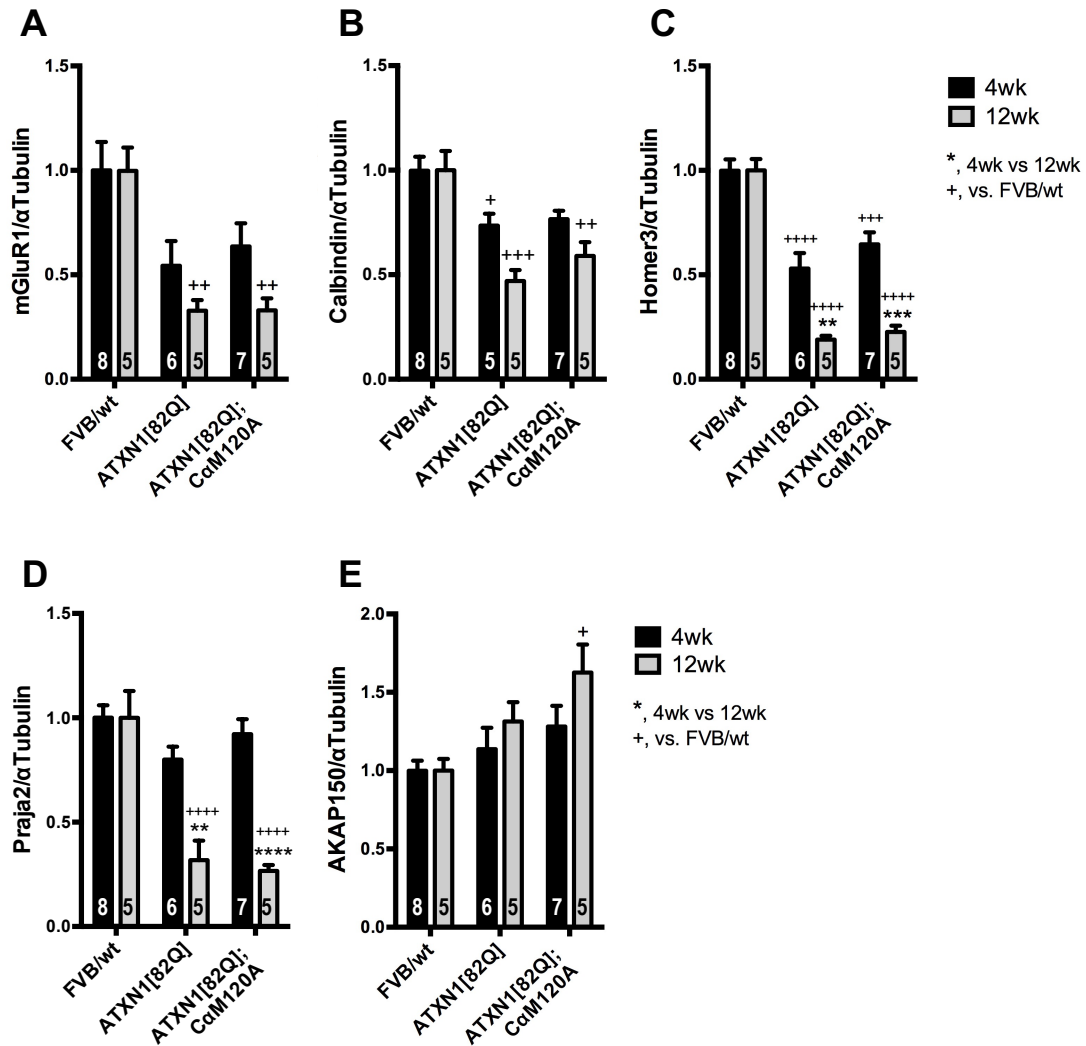 A
B
C
1.5
1.0
0.5
0.0
mGluR1/αTubulin
++
++
8 5 6 5 7 5
FVB/wt
ATXN1[82Q]
ATXN1[82Q];
CαM120A
1.5
1.0
0.5
0.0
Calbindin/αTubulin
+
+++
++
8 5 5 5 7 5
FVB/wt
ATXN1[82Q]
ATXN1[82Q];
CαM120A
1.5
1.0
0.5
0.0
Homer3/αTubulin
++++
++++
**
+++
++++
***
8 5 6 5 7 5
FVB/wt
ATXN1[82Q]
ATXN1[82Q];
CαM120A
4wk
12wk
*, 4wk vs 12wk
+, vs. FVB/wt
D
E
1.5
1.0
0.5
0.0
Praja2/αTubulin
++++
**
++++
****
8 5 6 5 7 5
FVB/wt
ATXN1[82Q]
ATXN1[82Q];
CαM120A
2.0
1.5
1.0
0.5
0.0
AKAP150/αTubulin
+
8 5 6 5 7 5
FVB/wt
ATXN1[82Q]
ATXN1[82Q];
CαM120A
4wk
12wk
*, 4wk vs 12wk
+, vs. FVB/wt